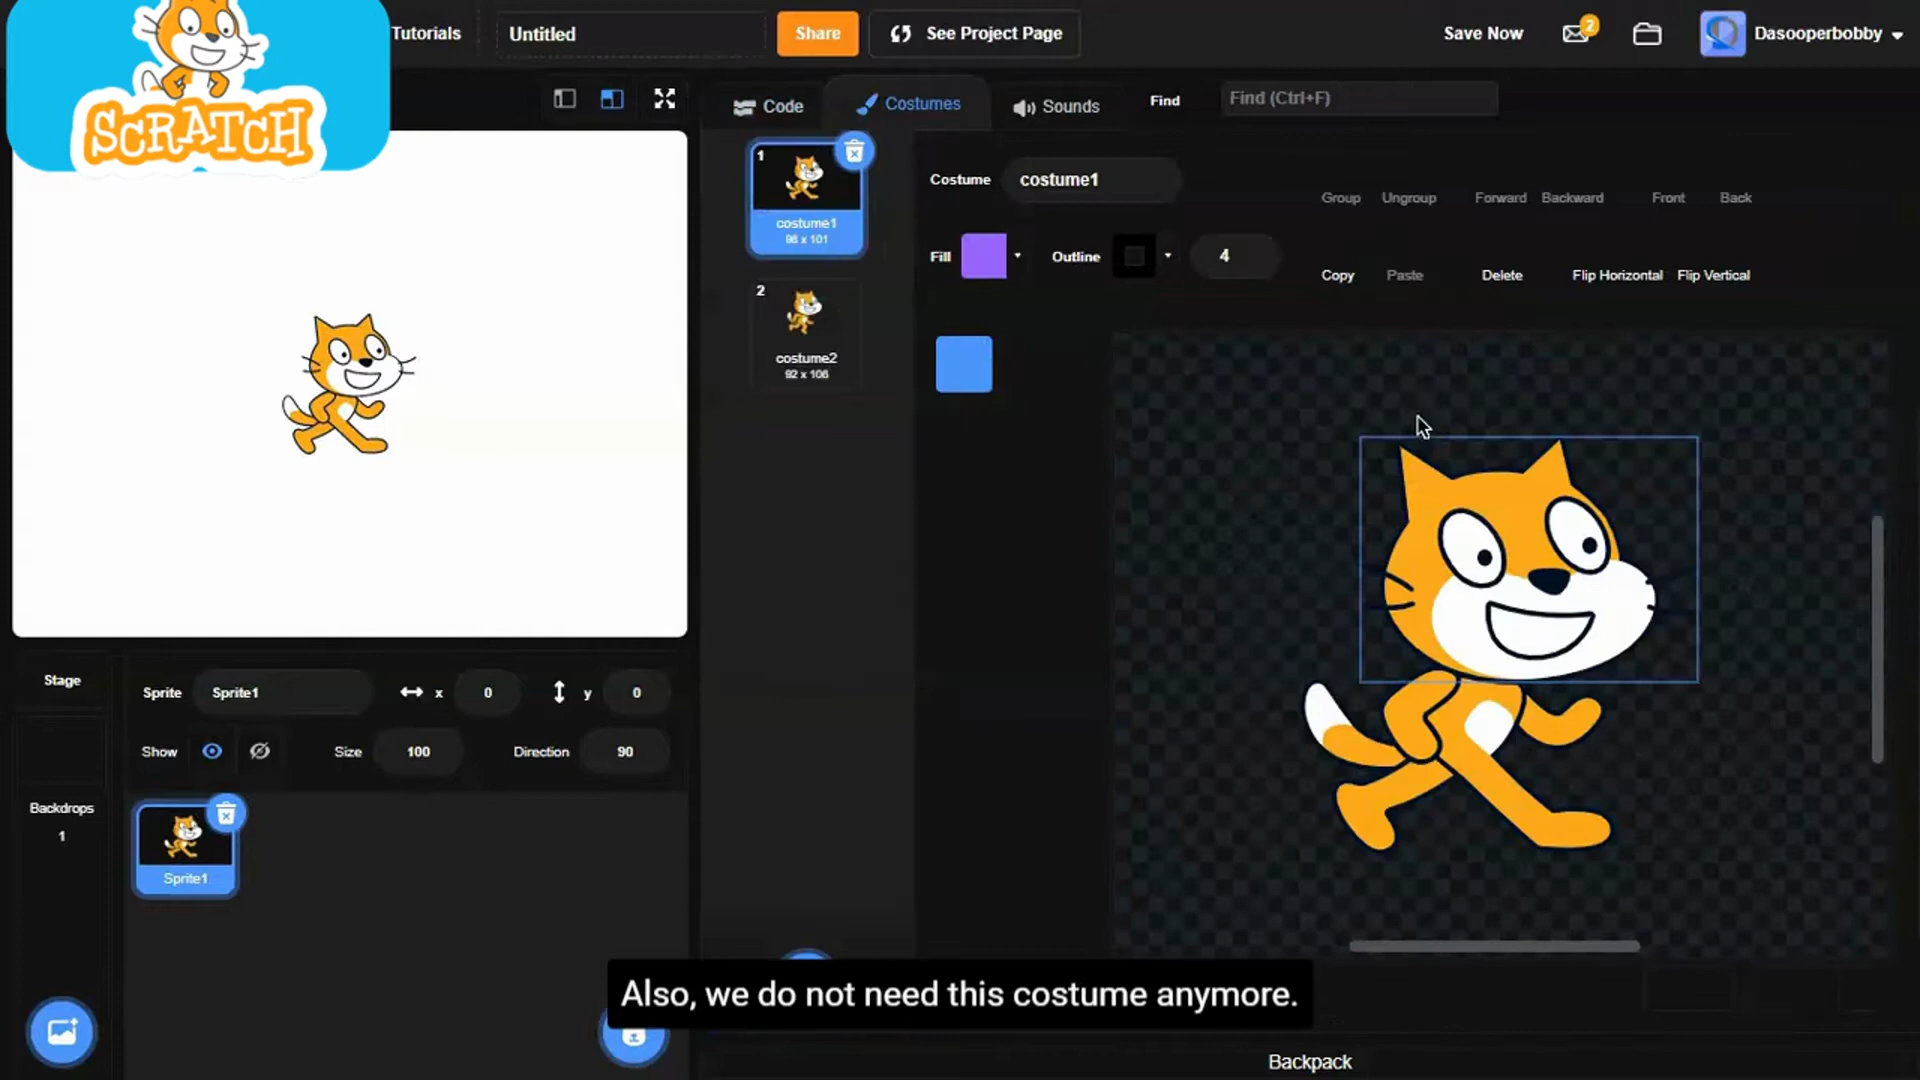 SCRATCH
Tutorials
Untitled
Share
See Project Page
Save Now
2
Dasooperbobby
Code
Costumes
Sounds
Find
Find (Ctrl+F)
1
costume1
96 x 101
2
costume2
92 x 106
Costume
costume1
Group
Ungroup
Forward
Backward
Front
Back
Fill
Outline
4
Copy
Paste
Delete
Flip Horizontal
Flip Vertical
Stage
Backdrops
1
Sprite
Sprite1
x
0
y
0
Show
Size
100
Direction
90
Sprite1
Also, we do not need this costume anymore.
Backpack